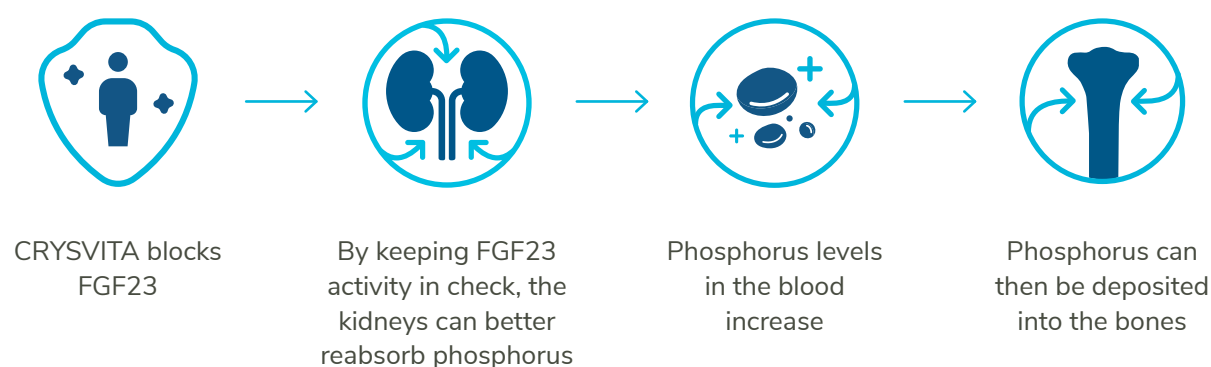 CRYSVITA blocks
FGF23
By keeping FGF23
activity in check, the
kidneys can better
reabsorb phosphorus
Phosphorus levels
in the blood
increase
Phosphorus can
then be deposited
into the bones